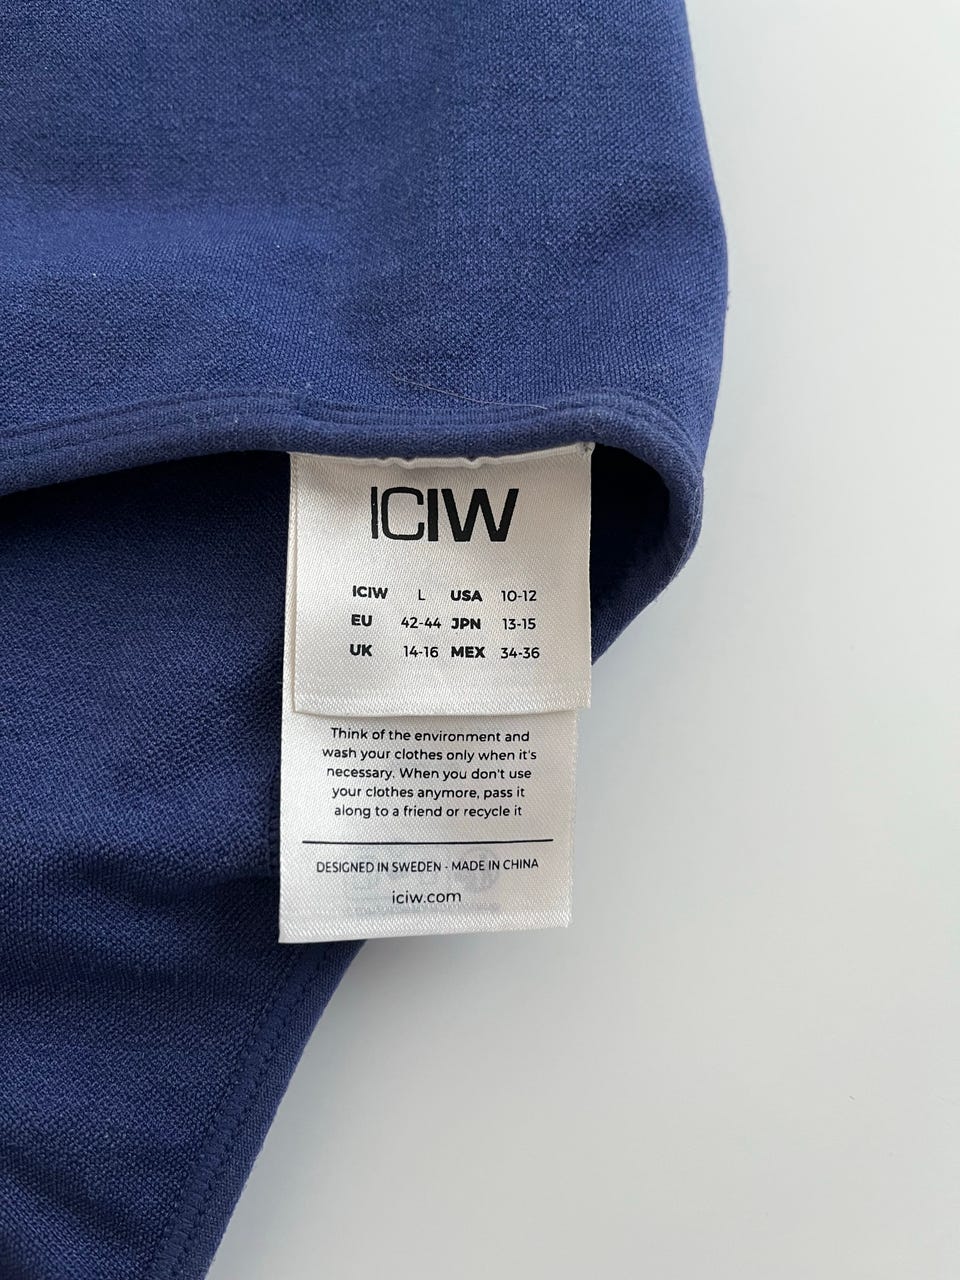 ICIW
ICIW L USA 10-12
EU 42-44 JPN 13-15
UK 14-16 MEX 34-36
Think of the environment and
wash your clothes only when it's
necessary. When you don't use
your clothes anymore, pass it
along to a friend or recycle it
DESIGNED IN SWEDEN - MADE IN CHINA
iciw.com